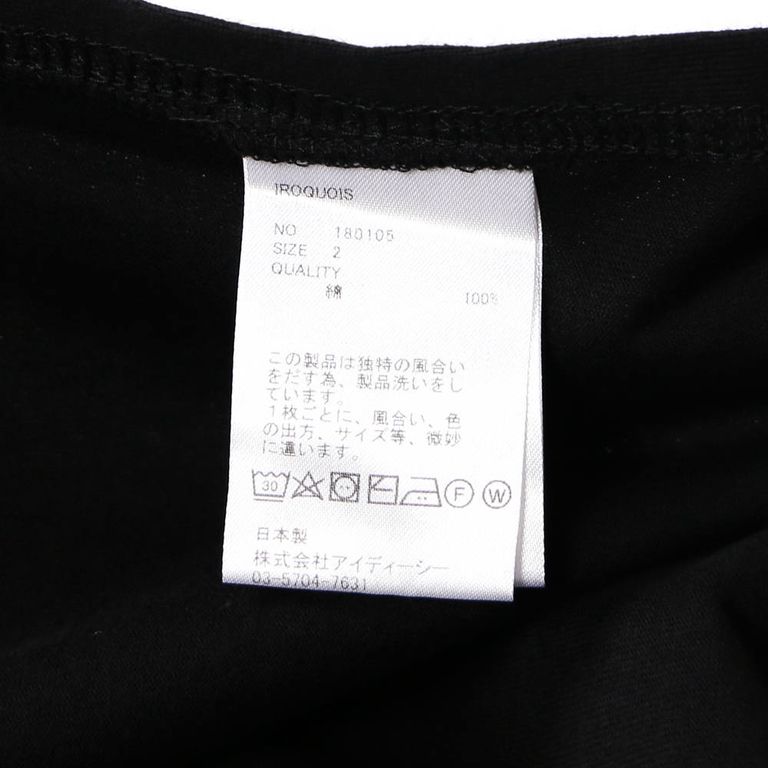 IROQUOIS
NO 180105
SIZE 2
QUALITY
綿 100%
この製品は独特の風合い
をだす為、製品洗いをし
ています。
1枚ごとに、風合い、色
の出方、サイズ等、微妙
に違います。
30 F W
日本製
株式会社アイディーシー
03-5704-7631